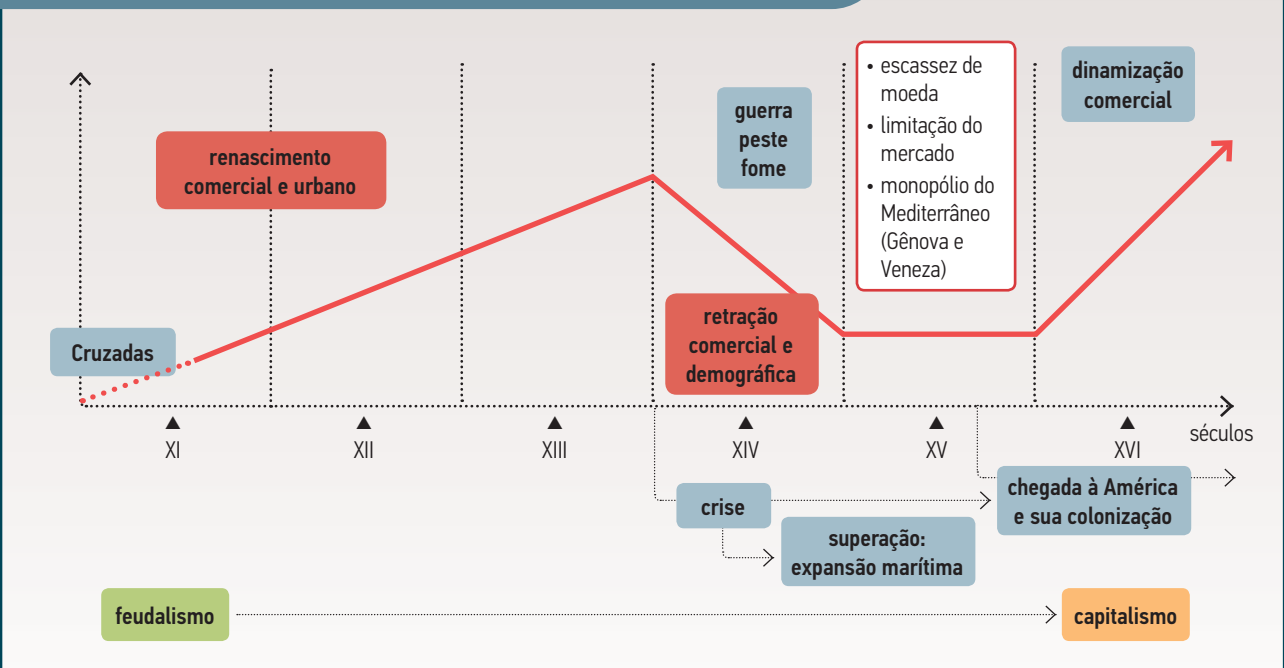 renascimento
comercial e urbano
Cruzadas
guerra
peste
fome
retração
comercial e
demográfica
• escassez de
moeda
• limitação do
mercado
• monopólio do
Mediterrâneo
(Gênova e
Veneza)
dinamização
comercial
XI
XII
XIII
XIV
XV
XVI
séculos
crise
superação:
expansão marítima
chegada à América
e sua colonização
feudalismo
capitalismo